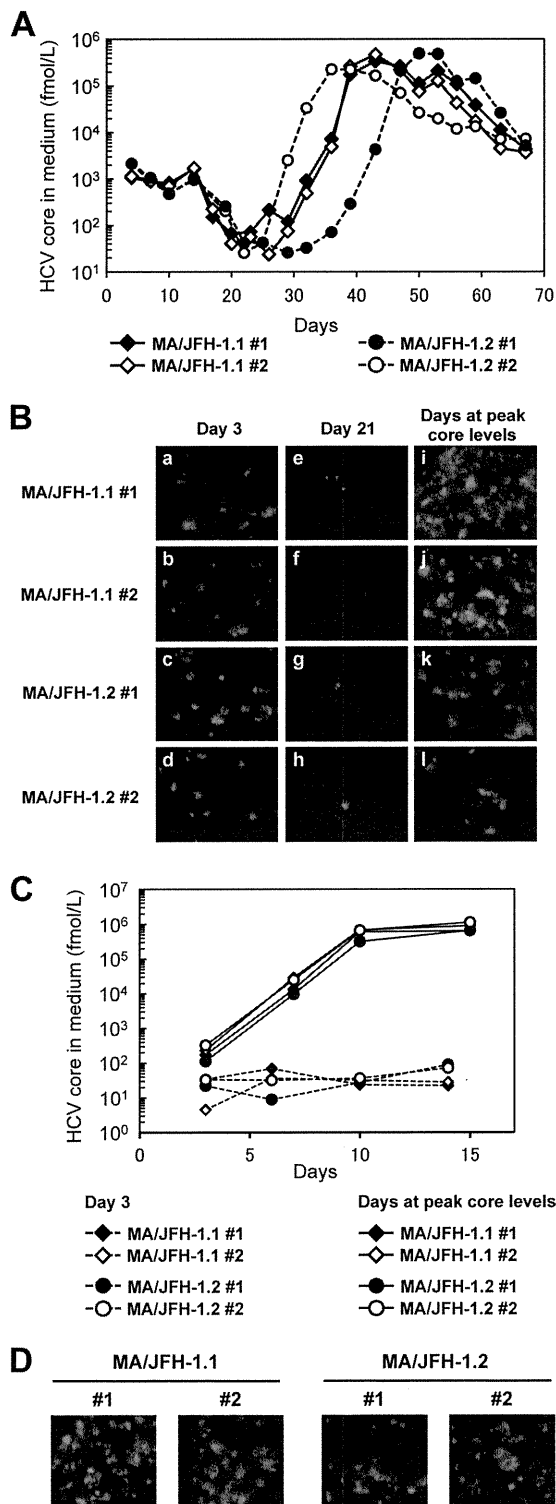 A
HCV core in medium (fmol/L)
10⁶
10⁵
10⁴
10³
10²
10¹
0 10 20 30 40 50 60 70
Days
MA/JFH-1.1 #1 MA/JFH-1.2 #1
MA/JFH-1.1 #2 MA/JFH-1.2 #2
B
Day 3 Day 21 Days at peak
core levels
MA/JFH-1.1 #1 a e i
MA/JFH-1.1 #2 b f j
MA/JFH-1.2 #1 c g k
MA/JFH-1.2 #2 d h l
C
HCV core in medium (fmol/L)
10⁷
10⁶
10⁵
10⁴
10³
10²
10¹
10⁰
0 5 10 15
Days
Day 3 Days at peak core levels
MA/JFH-1.1 #1 MA/JFH-1.1 #1
MA/JFH-1.1 #2 MA/JFH-1.1 #2
MA/JFH-1.2 #1 MA/JFH-1.2 #1
MA/JFH-1.2 #2 MA/JFH-1.2 #2
D
MA/JFH-1.1 MA/JFH-1.2
#1 #2 #1 #2